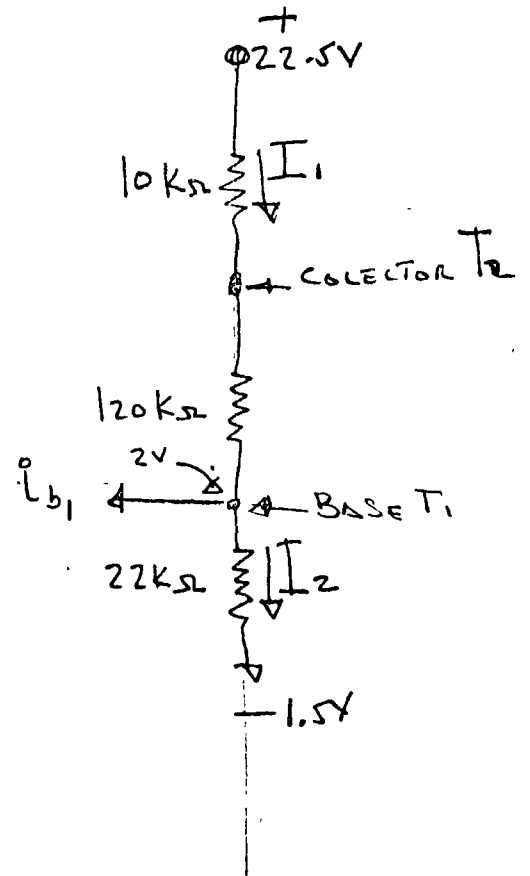 +
22.5V
10KΩ
I1
COLECTOR T2
120KΩ
2V
ib1
BASE T1
22KΩ
I2
-1.5V